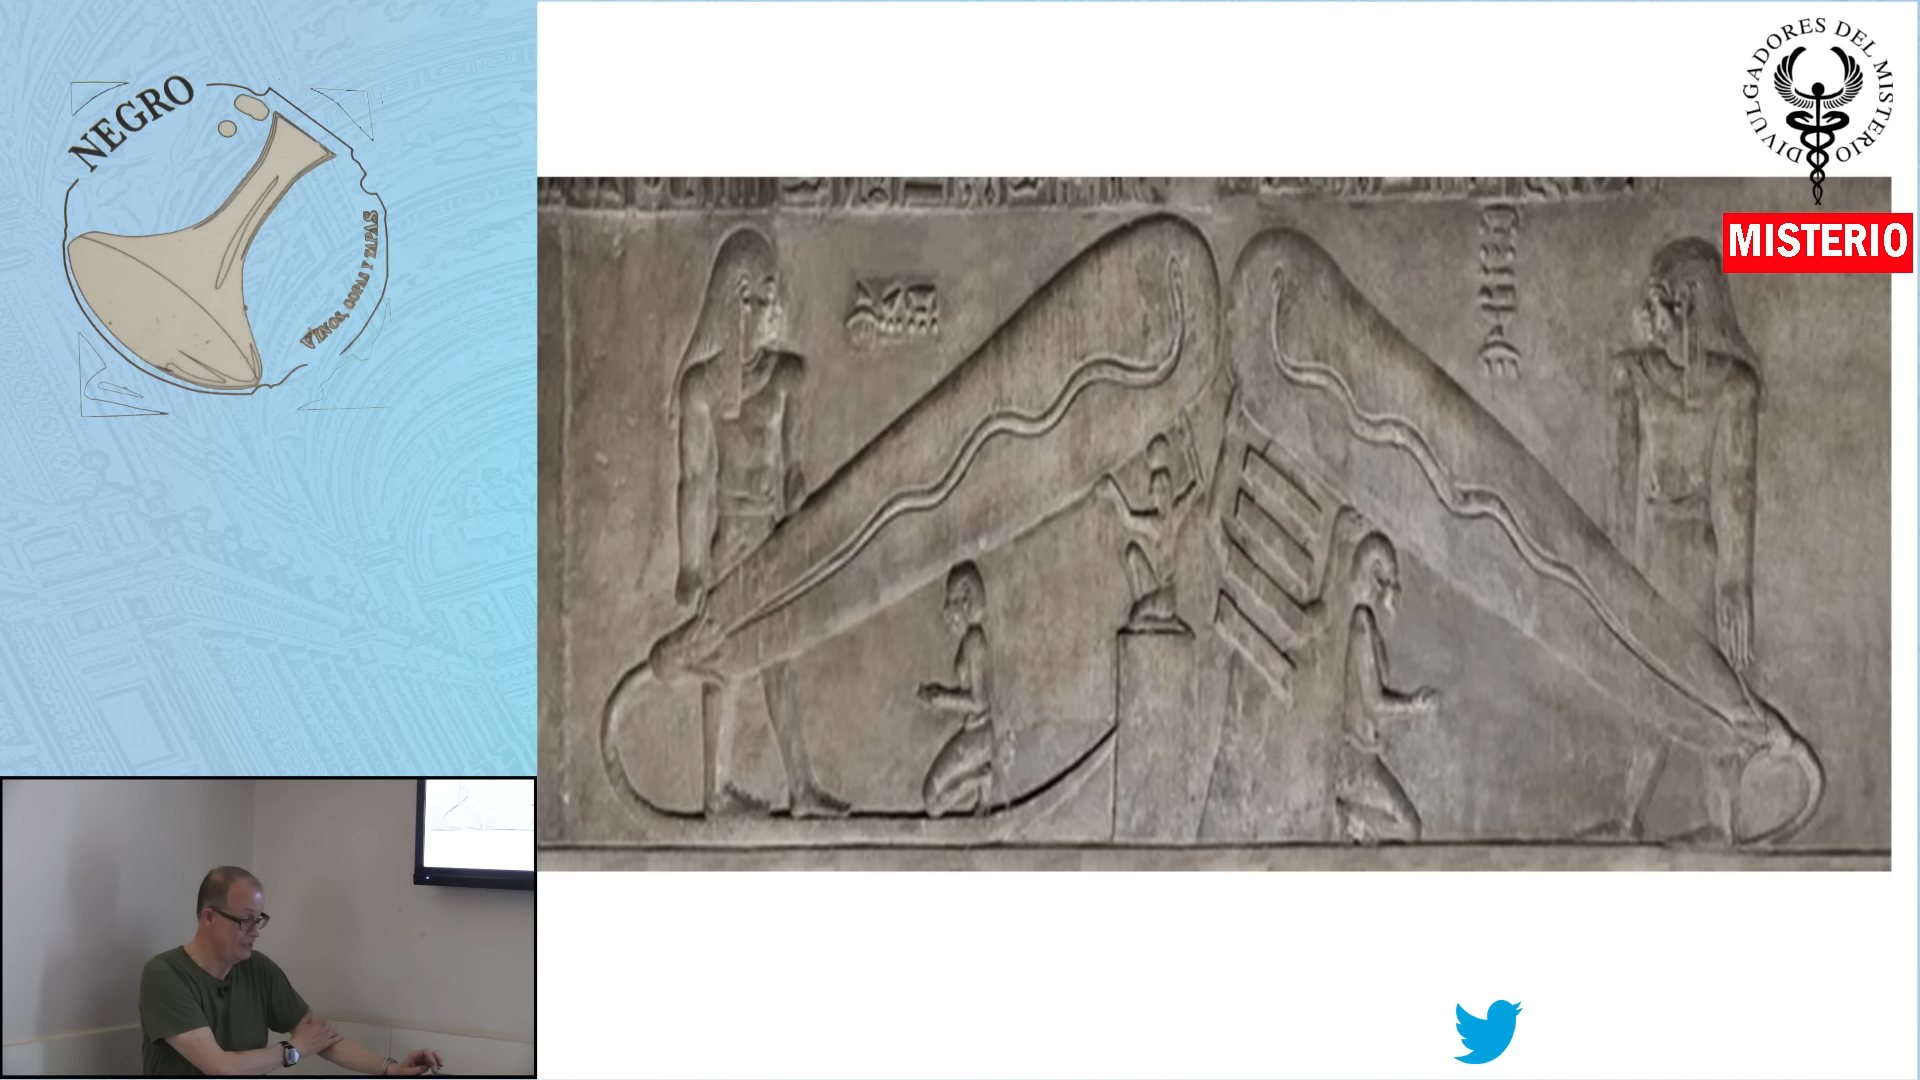 NEGRO
VINOS, COPAS Y TAPAS
DIVULGADORES DEL MISTERIO
MISTERIO